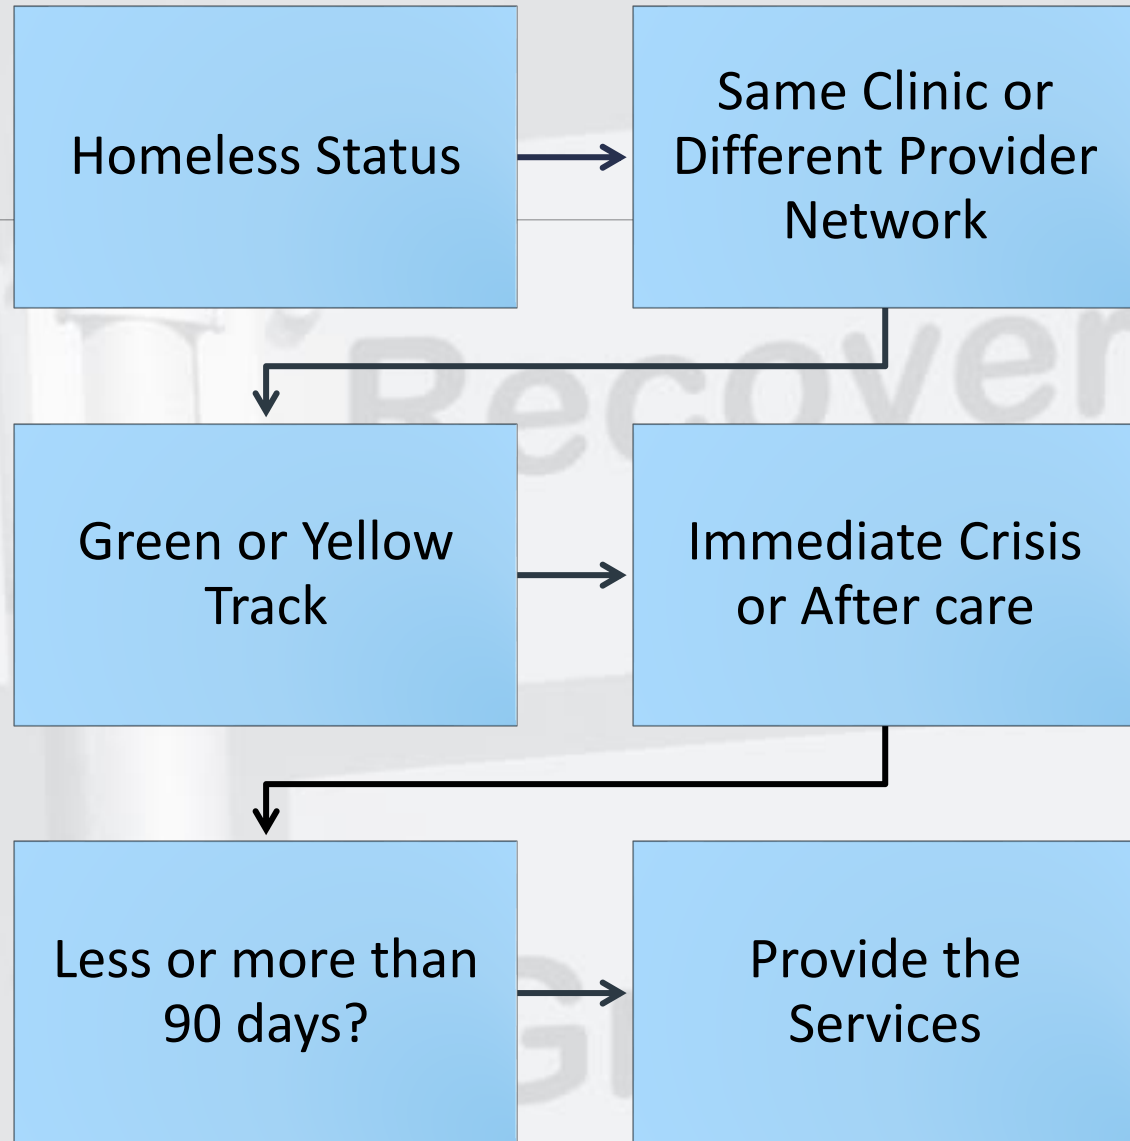 Homeless Status
Same Clinic or
Different Provider
Network
Recover
Green or Yellow
Track
Immediate Crisis
or After care
Less or more than
90 days?
Provide the
Services